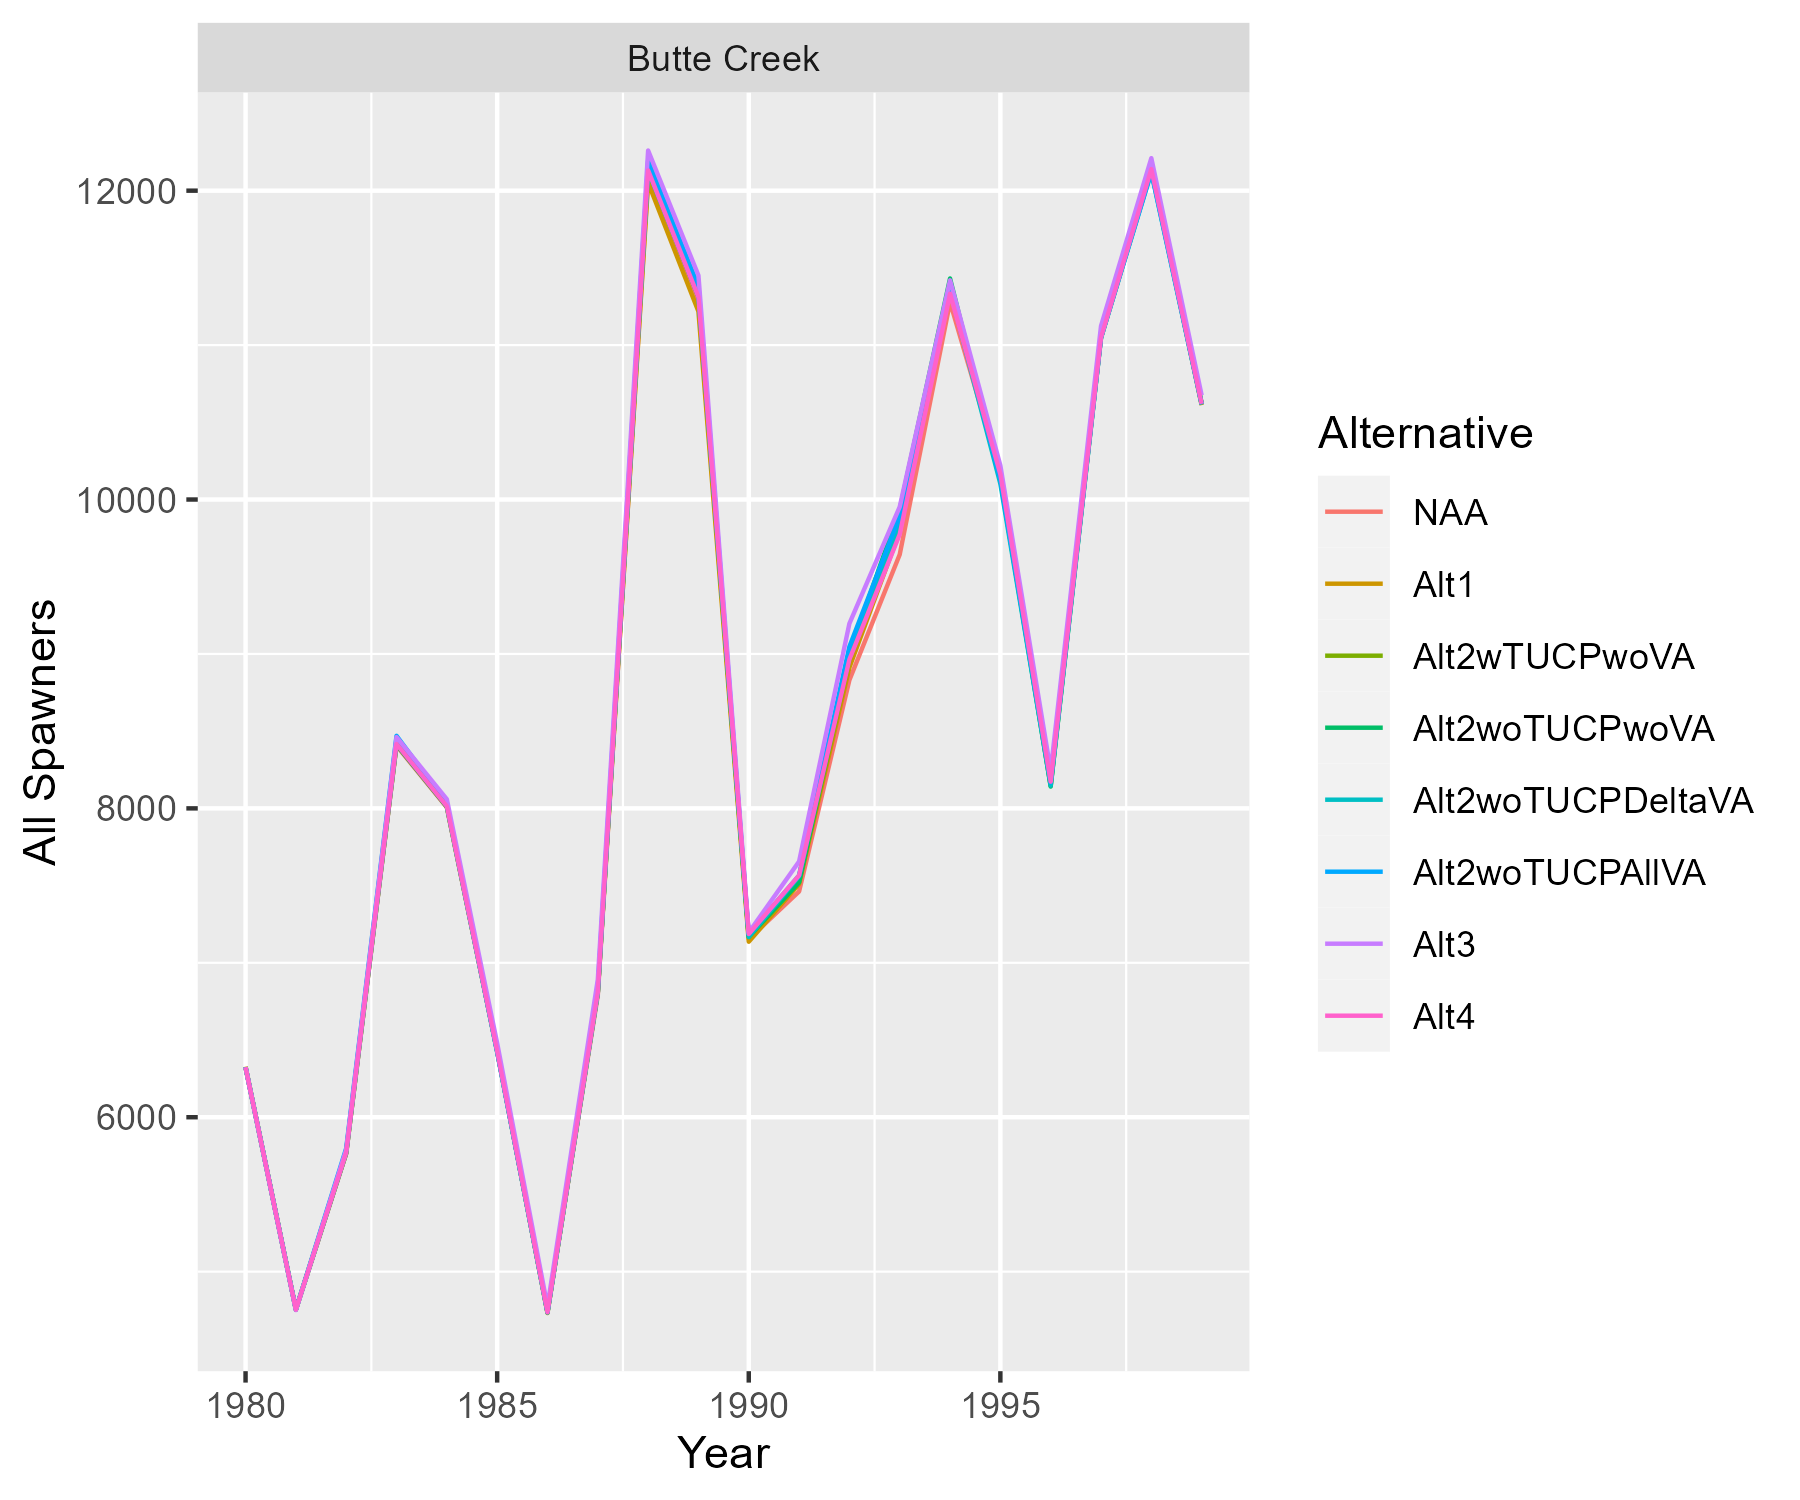 Butte Creek
12000
10000
8000
6000
All Spawners
1980
1985
1990
1995
Year
Alternative
NAA
Alt1
Alt2wTUCPwoVA
Alt2woTUCPwoVA
Alt2woTUCPDeltaVA
Alt2woTUCPAllVA
Alt3
Alt4